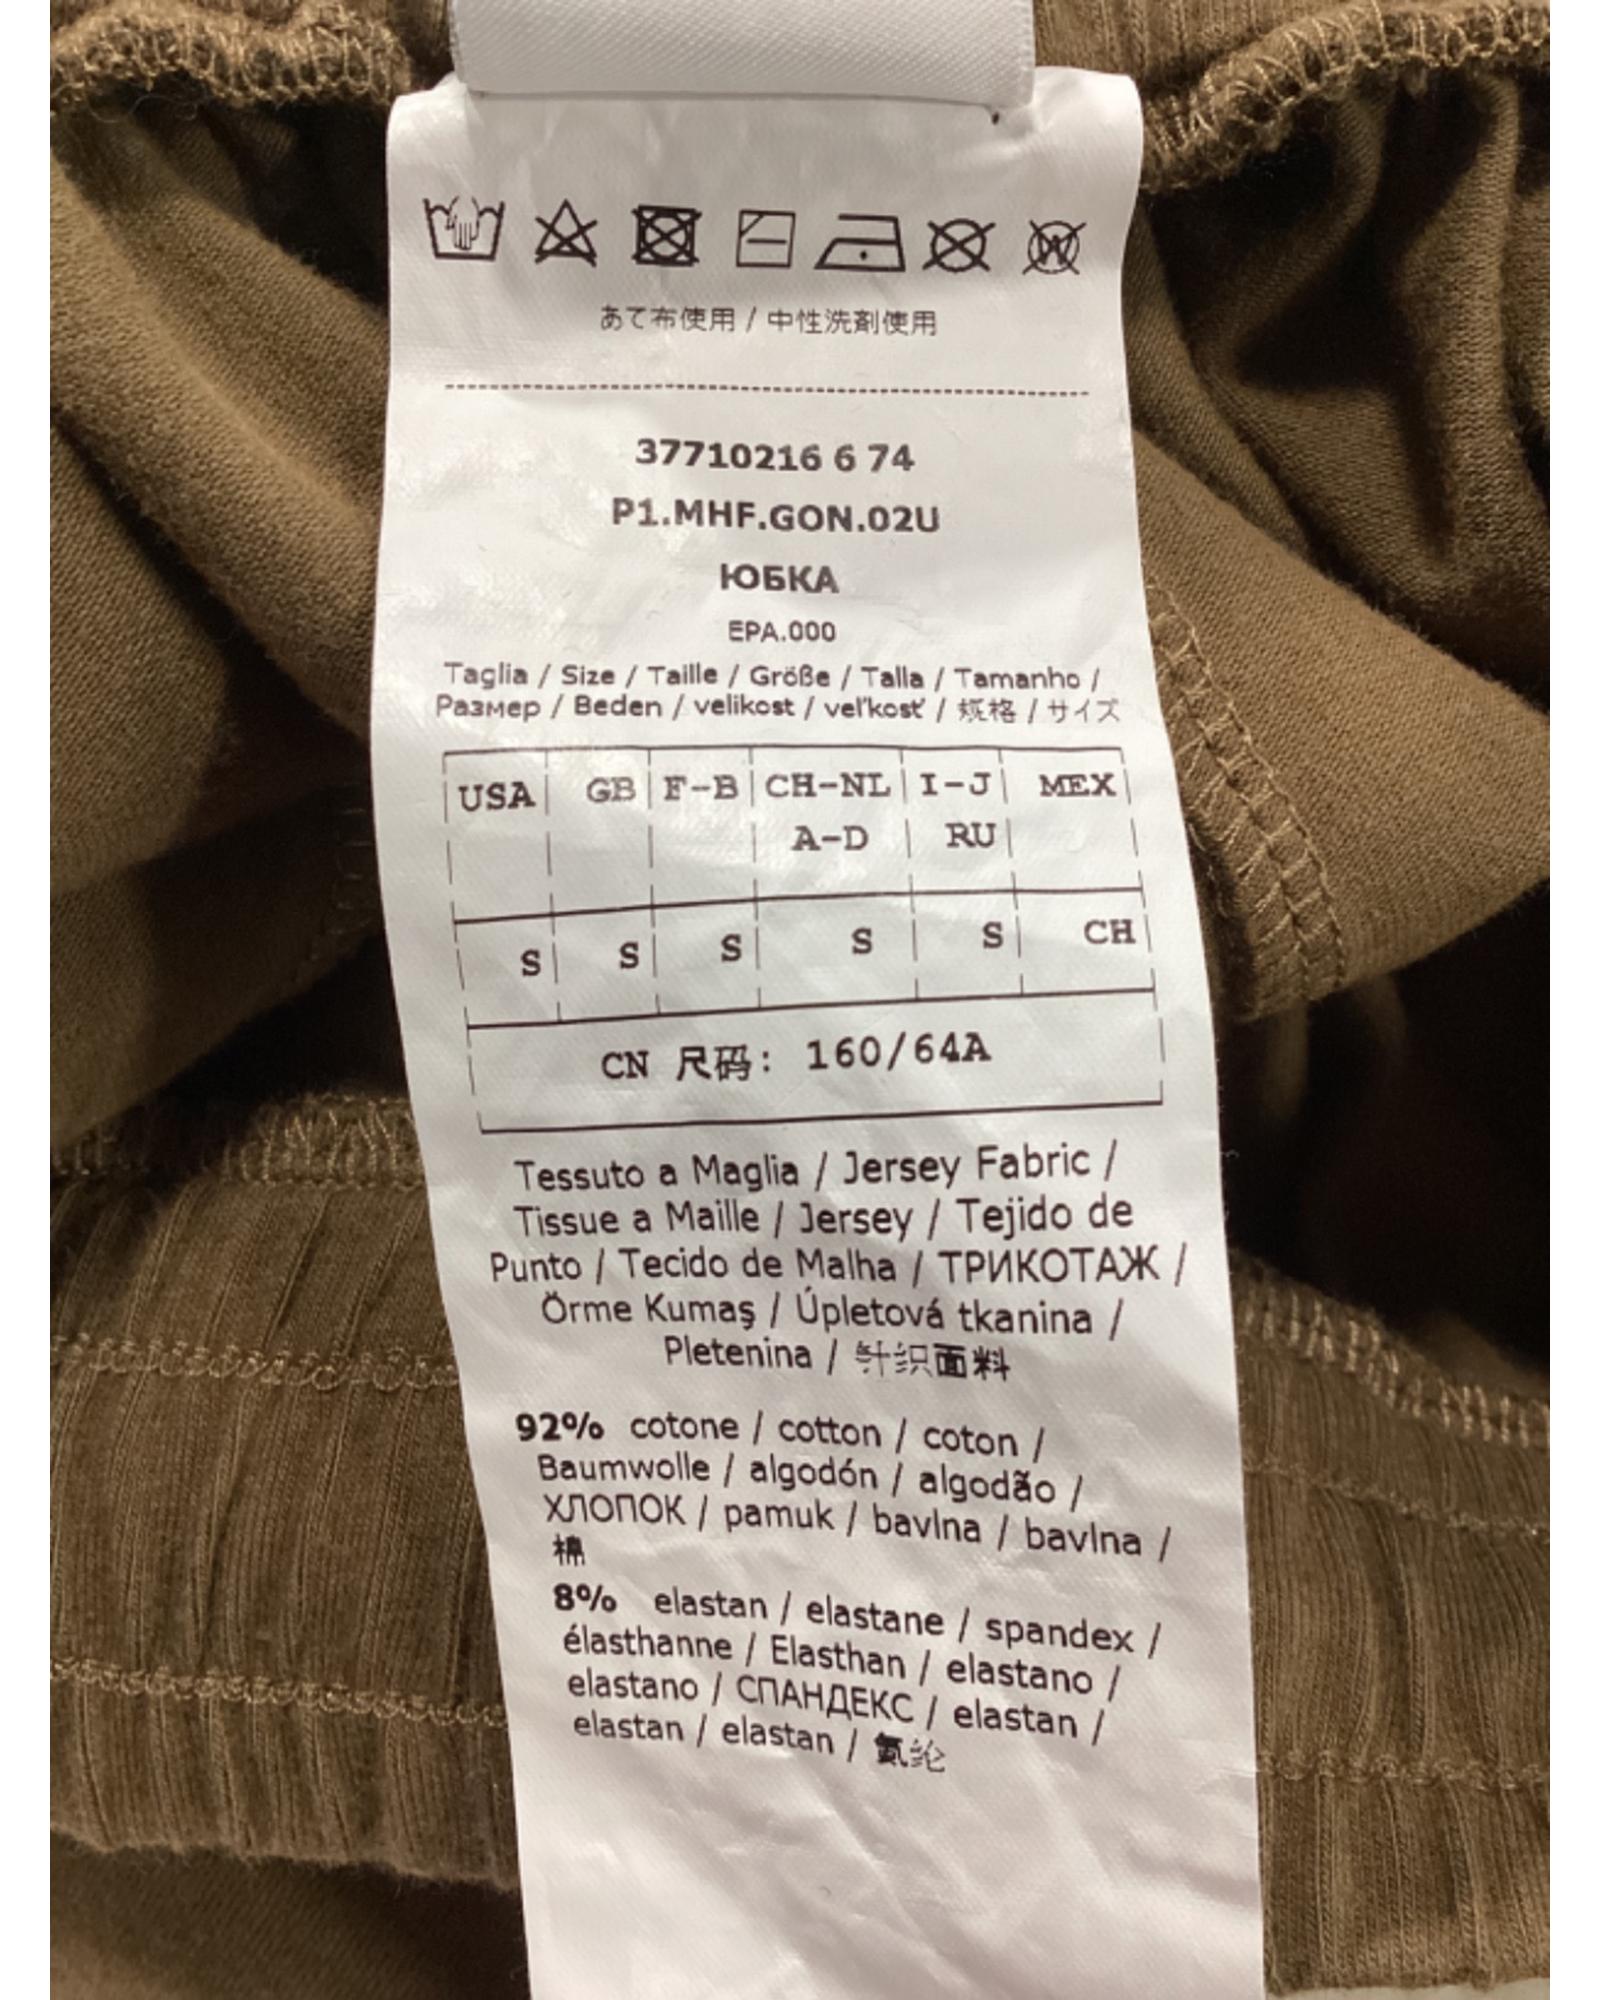 あて布使用 / 中性洗剤使用
37710216 6 74
P1.MHF.GON.02U
ЮБКА
EPA.000
Taglia / Size / Taille / Größe / Talla / Tamanho /
Размер / Beden / velikost / veľkosť / 规格 / サイズ
USA GB F-B CH-NL I-J MEX
A-D RU
S S S S S CH
CN 尺码: 160/64A
Tessuto a Maglia / Jersey Fabric /
Tissue a Maille / Jersey / Tejido de
Punto / Tecido de Malha / ТРИКОТАЖ /
Örme Kumaş / Úpletová tkanina /
Pletenina / 针织面料
92% cotone / cotton / coton /
Baumwolle / algodón / algodão /
ХЛОПОК / pamuk / bavlna / bavlna /
棉
8% elastan / elastane / spandex /
élasthanne / Elasthan / elastano /
elastano / СПАНДЕКС / elastan /
elastan / elastan / 氨纶